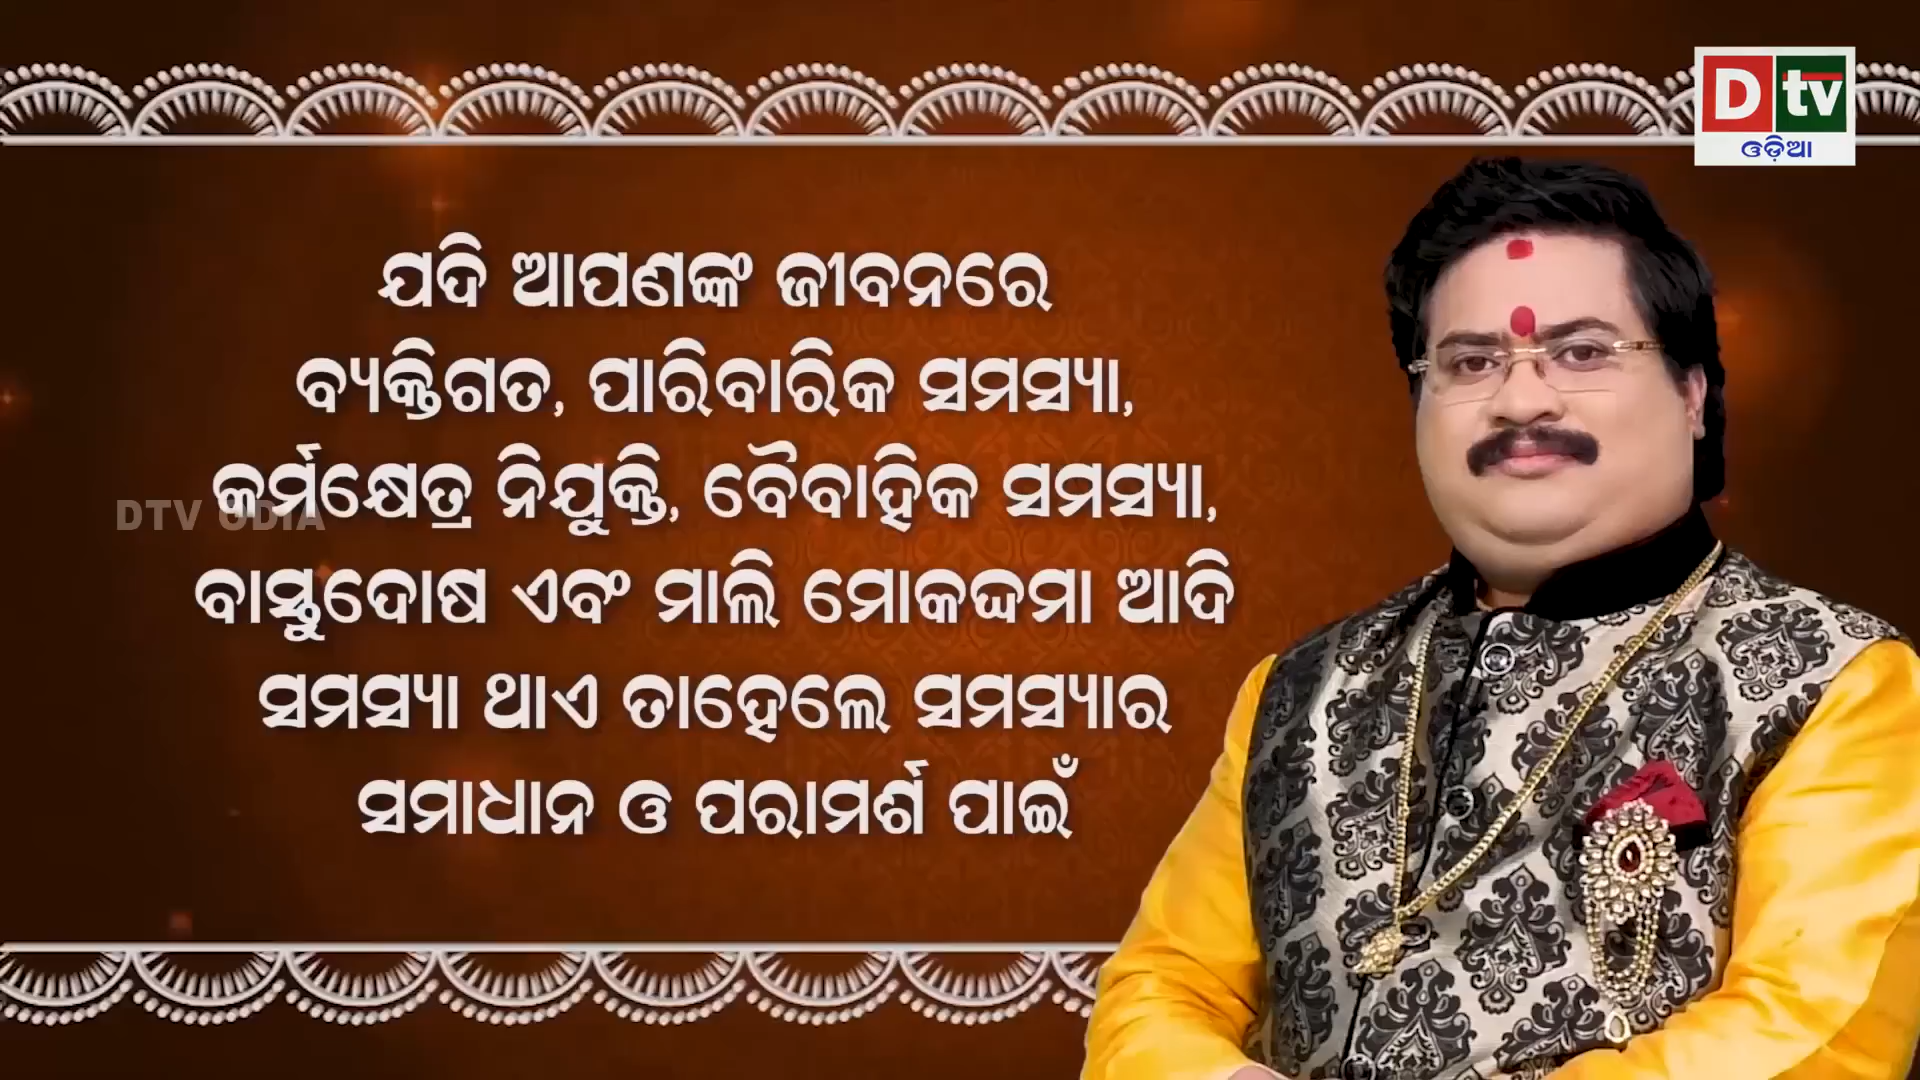 D tv
ଓଡ଼ିଆ
ଯଦି ଆପଣଙ୍କ ଜୀବନରେ
ବ୍ୟକ୍ତିଗତ, ପାରିବାରିକ ସମସ୍ୟା,
କର୍ମକ୍ଷେତ୍ର ନିଯୁକ୍ତି, ବୈବାହିକ ସମସ୍ୟା,
DTV ODIA
ବାସ୍ତୁଦୋଷ ଏବଂ ମାଲି ମୋକଦ୍ଦମା ଆଦି
ସମସ୍ୟା ଥାଏ ତାହେଲେ ସମସ୍ୟାର
ସମାଧାନ ଓ ପରାମର୍ଶ ପାଇଁ